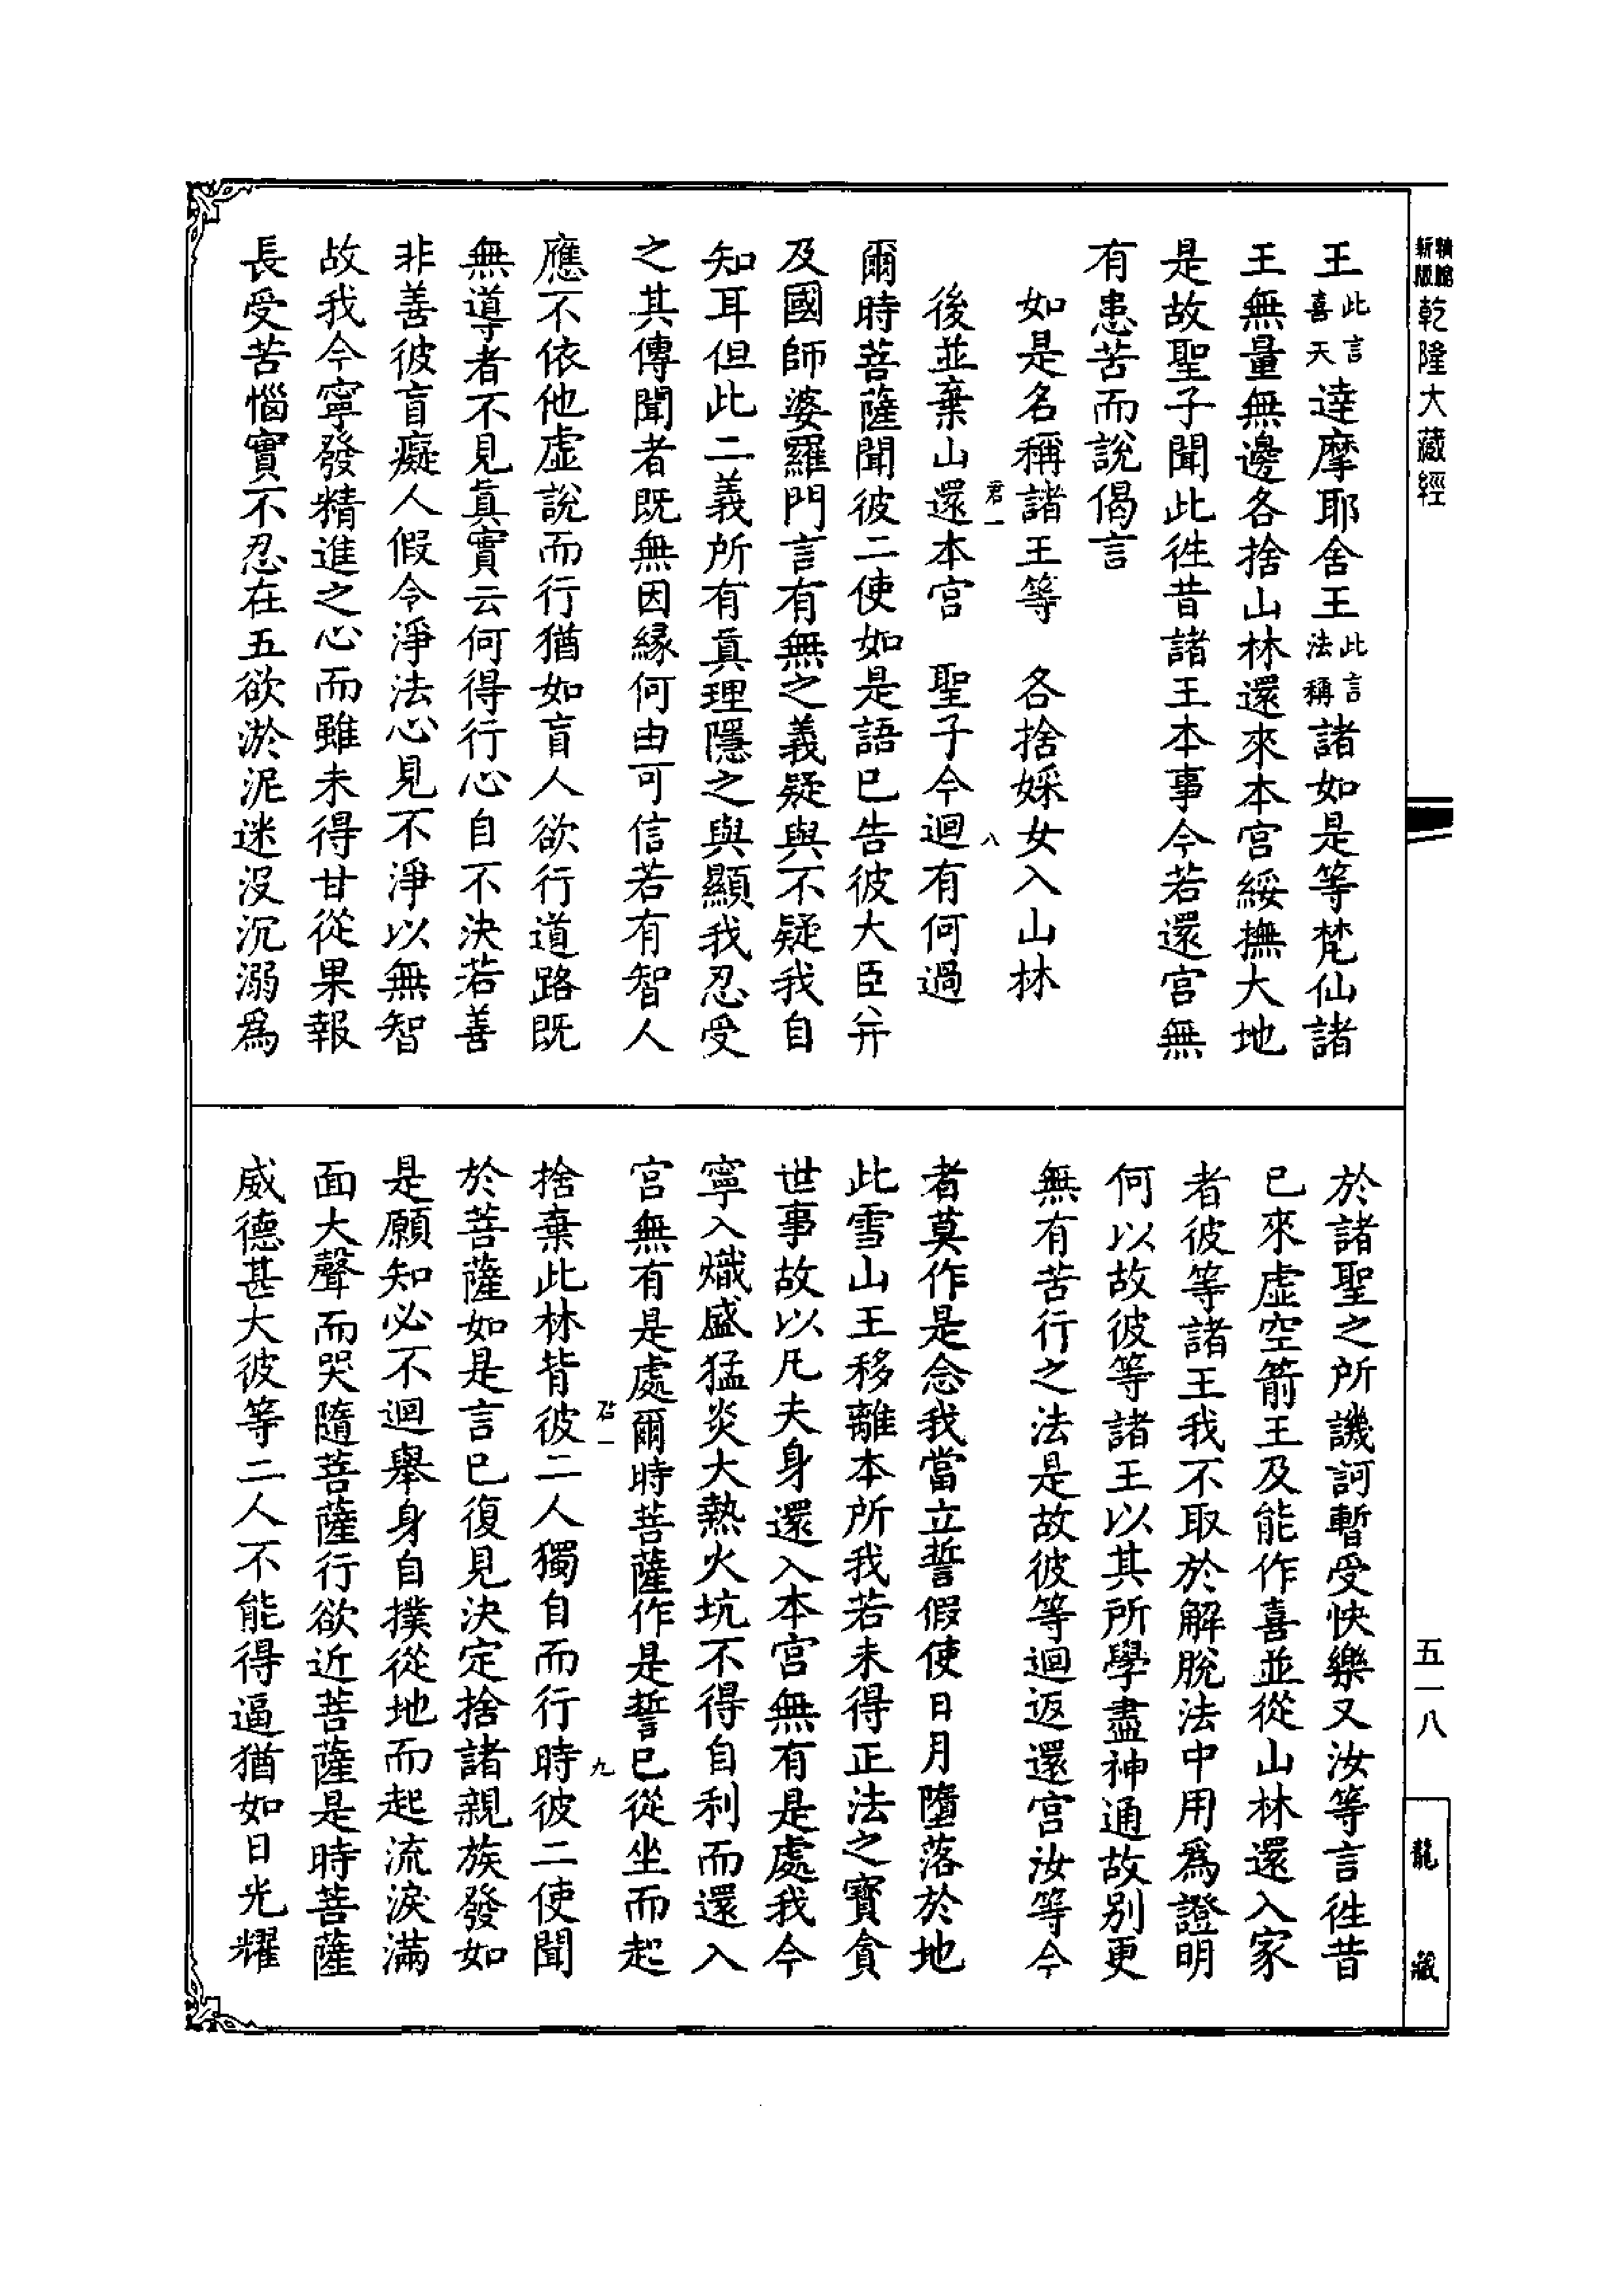 乾隆大藏經
王此言喜天達摩耶舍王此言法稱諸如是等梵仙諸
王無量無邊各捨山林還來本宮綏撫大地
是故聖子聞此徃昔諸王本事今若還宮無
有患苦而說偈言
如是名稱諸王等　各捨婇女入山林
君一　八
後並棄山還本宮　聖子今迴有何過
爾時菩薩聞彼二使如是語已告彼大臣并
及國師婆羅門言有無之義疑與不疑我自
知耳但此二義所有真理隱之與顯我忍受
之其傳聞者既無因緣何由可信若有智人
應不依他虛說而行猶如盲人欲行道路既
無導者不見真實云何得行心自不決若善
非善彼盲癡人假令淨法心見不淨以無智
故我今寧發精進之心而雖未得甘從果報
長受苦惱實不忍在五欲淤泥迷沒沉溺為
於諸聖之所譏訶暫受快樂又汝等言徃昔
已來虛空箭王及能作喜並從山林還入家
者彼等諸王我不取於解脫法中用為證明
何以故彼等諸王以其所學盡神通故別更
無有苦行之法是故彼等迴返還宮汝等今
者莫作是念我當立誓假使日月墮落於地
此雪山王移離本所我若未得正法之寶貪
世事故以凡夫身還入本宮無有是處我今
寧入熾盛猛炎大熱火坑不得自利而還入
宮無有是處爾時菩薩作是誓已從坐而起
君一　九
捨棄此林背彼二人獨自而行時彼二使聞
於菩薩如是言已復見決定捨諸親族發如
是願知必不迴舉身自撲從地而起流淚滿
面大聲而哭隨菩薩行欲近菩薩是時菩薩
威德甚大彼等二人不能得逼猶如日光耀
五一八
龍藏